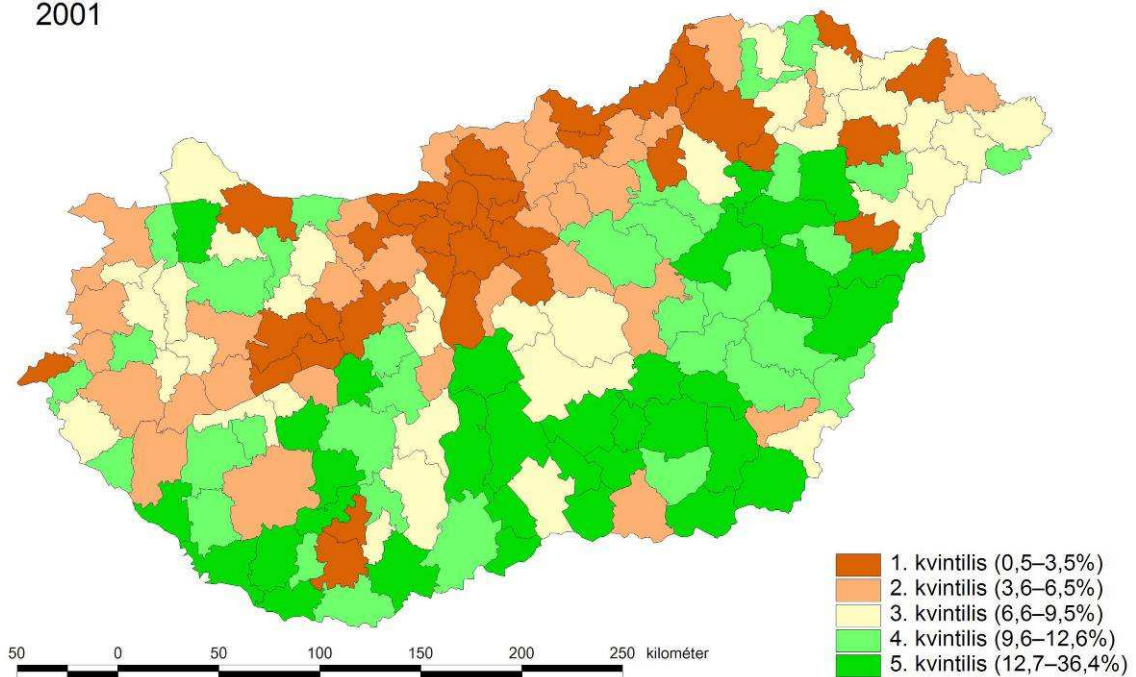 2001
1. kvintilis (0,5–3,5%)
2. kvintilis (3,6–6,5%)
3. kvintilis (6,6–9,5%)
4. kvintilis (9,6–12,6%)
5. kvintilis (12,7–36,4%)
50 0 50 100 150 200 250 kilométer